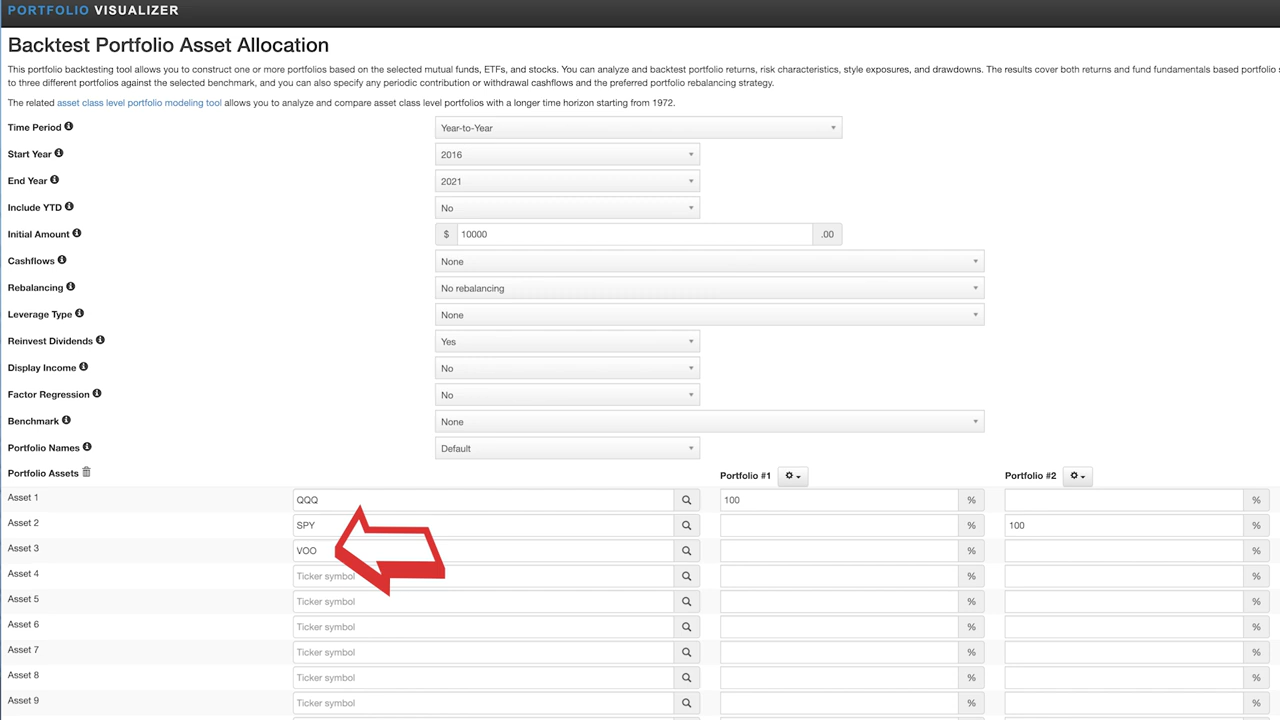 PORTFOLIO VISUALIZER
Backtest Portfolio Asset Allocation
This portfolio backtesting tool allows you to construct one or more portfolios based on the selected mutual funds, ETFs, and stocks. You can analyze and backtest portfolio returns, risk characteristics, style exposures, and drawdowns. The results cover both returns and fund fundamentals based portfolio
to three different portfolios against the selected benchmark, and you can also specify any periodic contribution or withdrawal cashflows and the preferred portfolio rebalancing strategy.
The related asset class level portfolio modeling tool allows you to analyze and compare asset class level portfolios with a longer time horizon starting from 1972.
Time Period Year-to-Year
Start Year 2016
End Year 2021
Include YTD No
Initial Amount $ 10000 .00
Cashflows None
Rebalancing No rebalancing
Leverage Type None
Reinvest Dividends Yes
Display Income No
Factor Regression No
Benchmark None
Portfolio Names Default
Portfolio Assets Portfolio #1 Portfolio #2
Asset 1 QQQ 100 % %
Asset 2 SPY % 100 %
Asset 3 VOO % %
Asset 4 Ticker symbol % %
Asset 5 Ticker symbol % %
Asset 6 Ticker symbol % %
Asset 7 Ticker symbol % %
Asset 8 Ticker symbol % %
Asset 9 Ticker symbol % %